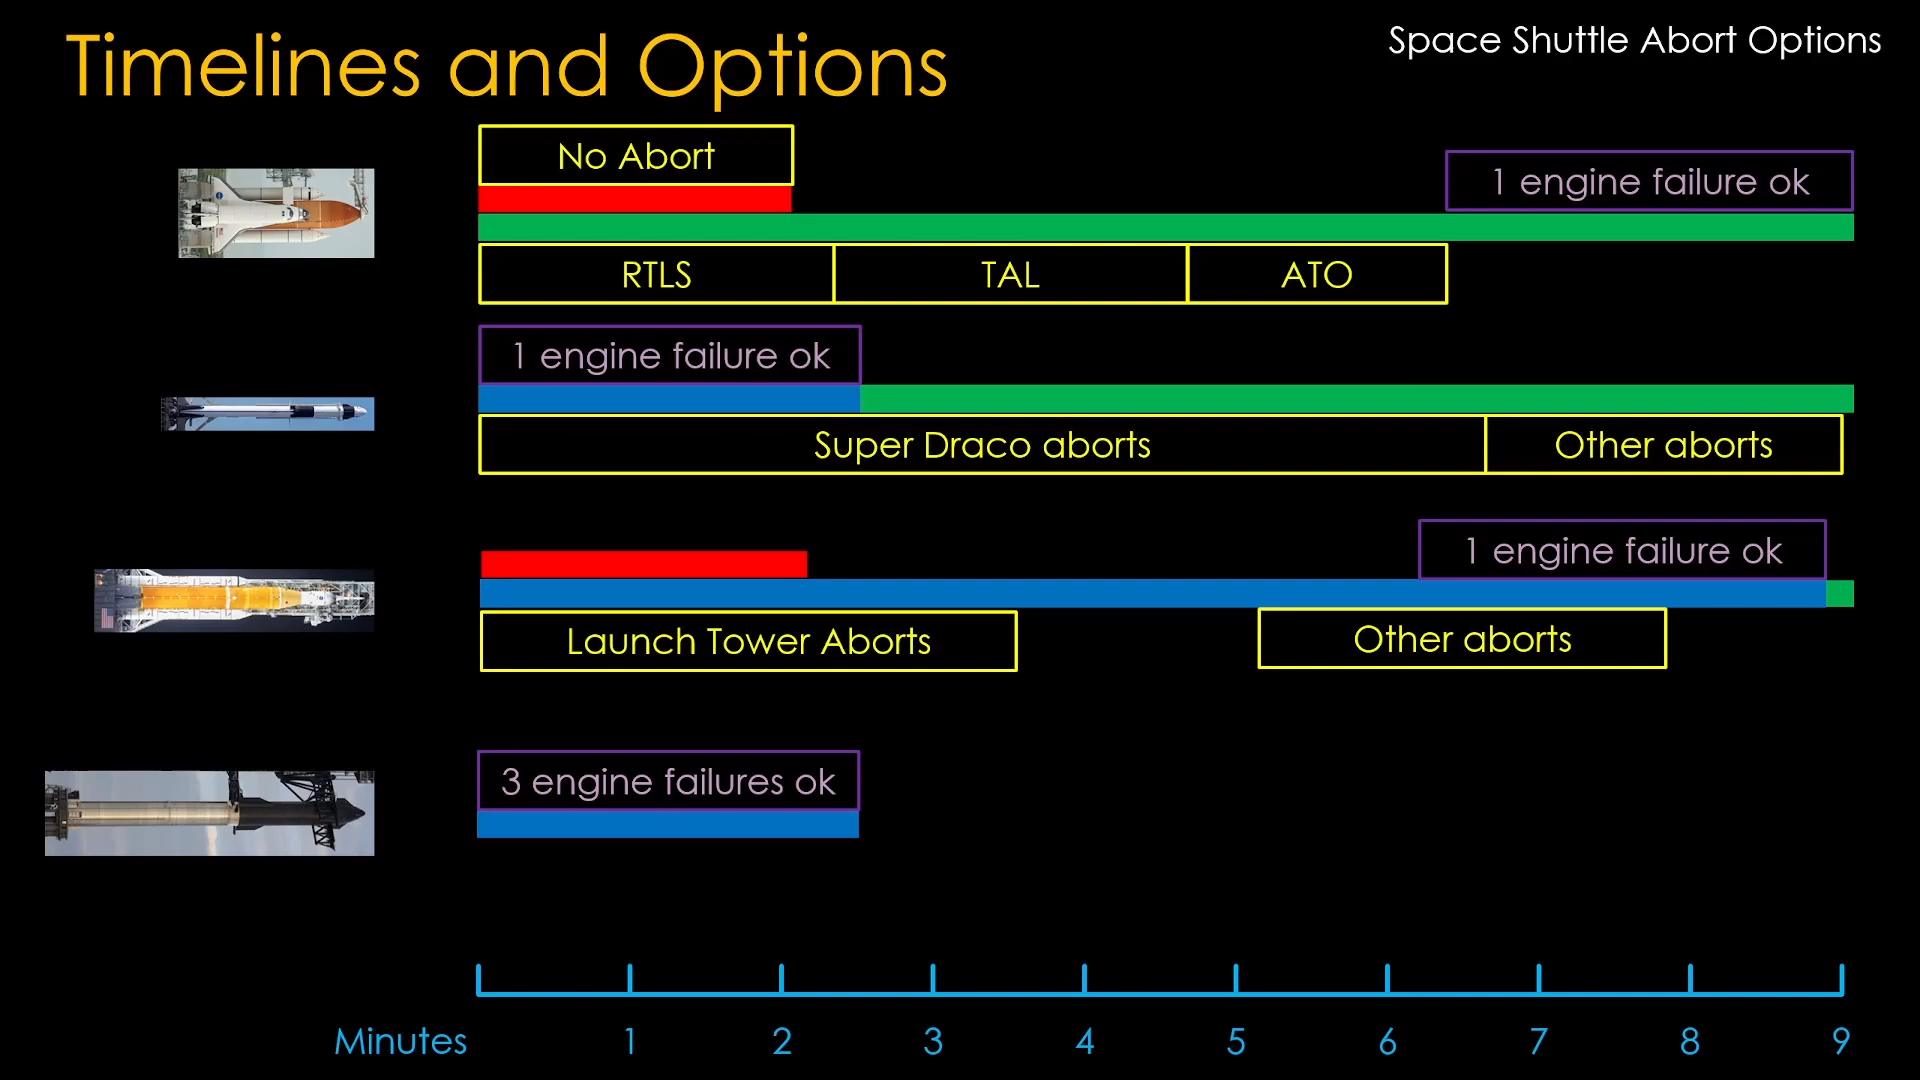 Timelines and Options
Space Shuttle Abort Options
No Abort
1 engine failure ok
RTLS
TAL
ATO
1 engine failure ok
Super Draco aborts
Other aborts
1 engine failure ok
Launch Tower Aborts
Other aborts
3 engine failures ok
Minutes 1 2 3 4 5 6 7 8 9